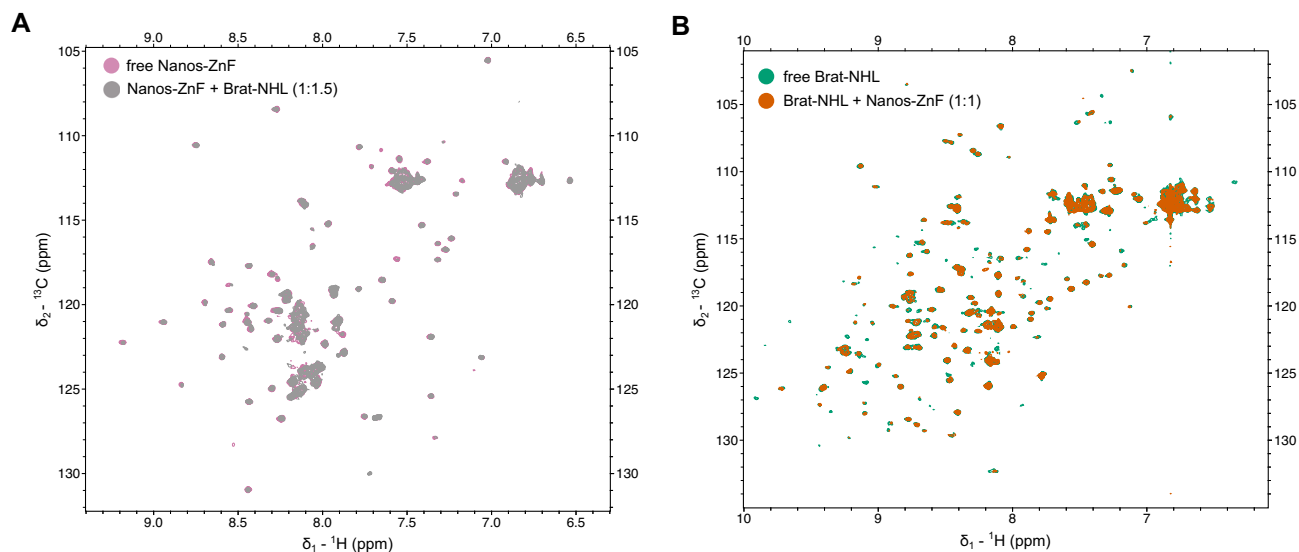 A
9.0 8.5 8.0 7.5 7.0 6.5
105 105
free Nanos-ZnF
Nanos-ZnF + Brat-NHL (1:1.5)
110 110
115 115
120 120
125 125
130 130
δ2 - 13C (ppm)
9.0 8.5 8.0 7.5 7.0 6.5
δ1 - 1H (ppm)
B
10 9 8 7
free Brat-NHL
Brat-NHL + Nanos-ZnF (1:1)
105 105
110 110
115 115
120 120
125 125
130 130
δ2 - 13C (ppm)
10 9 8 7
δ1 - 1H (ppm)